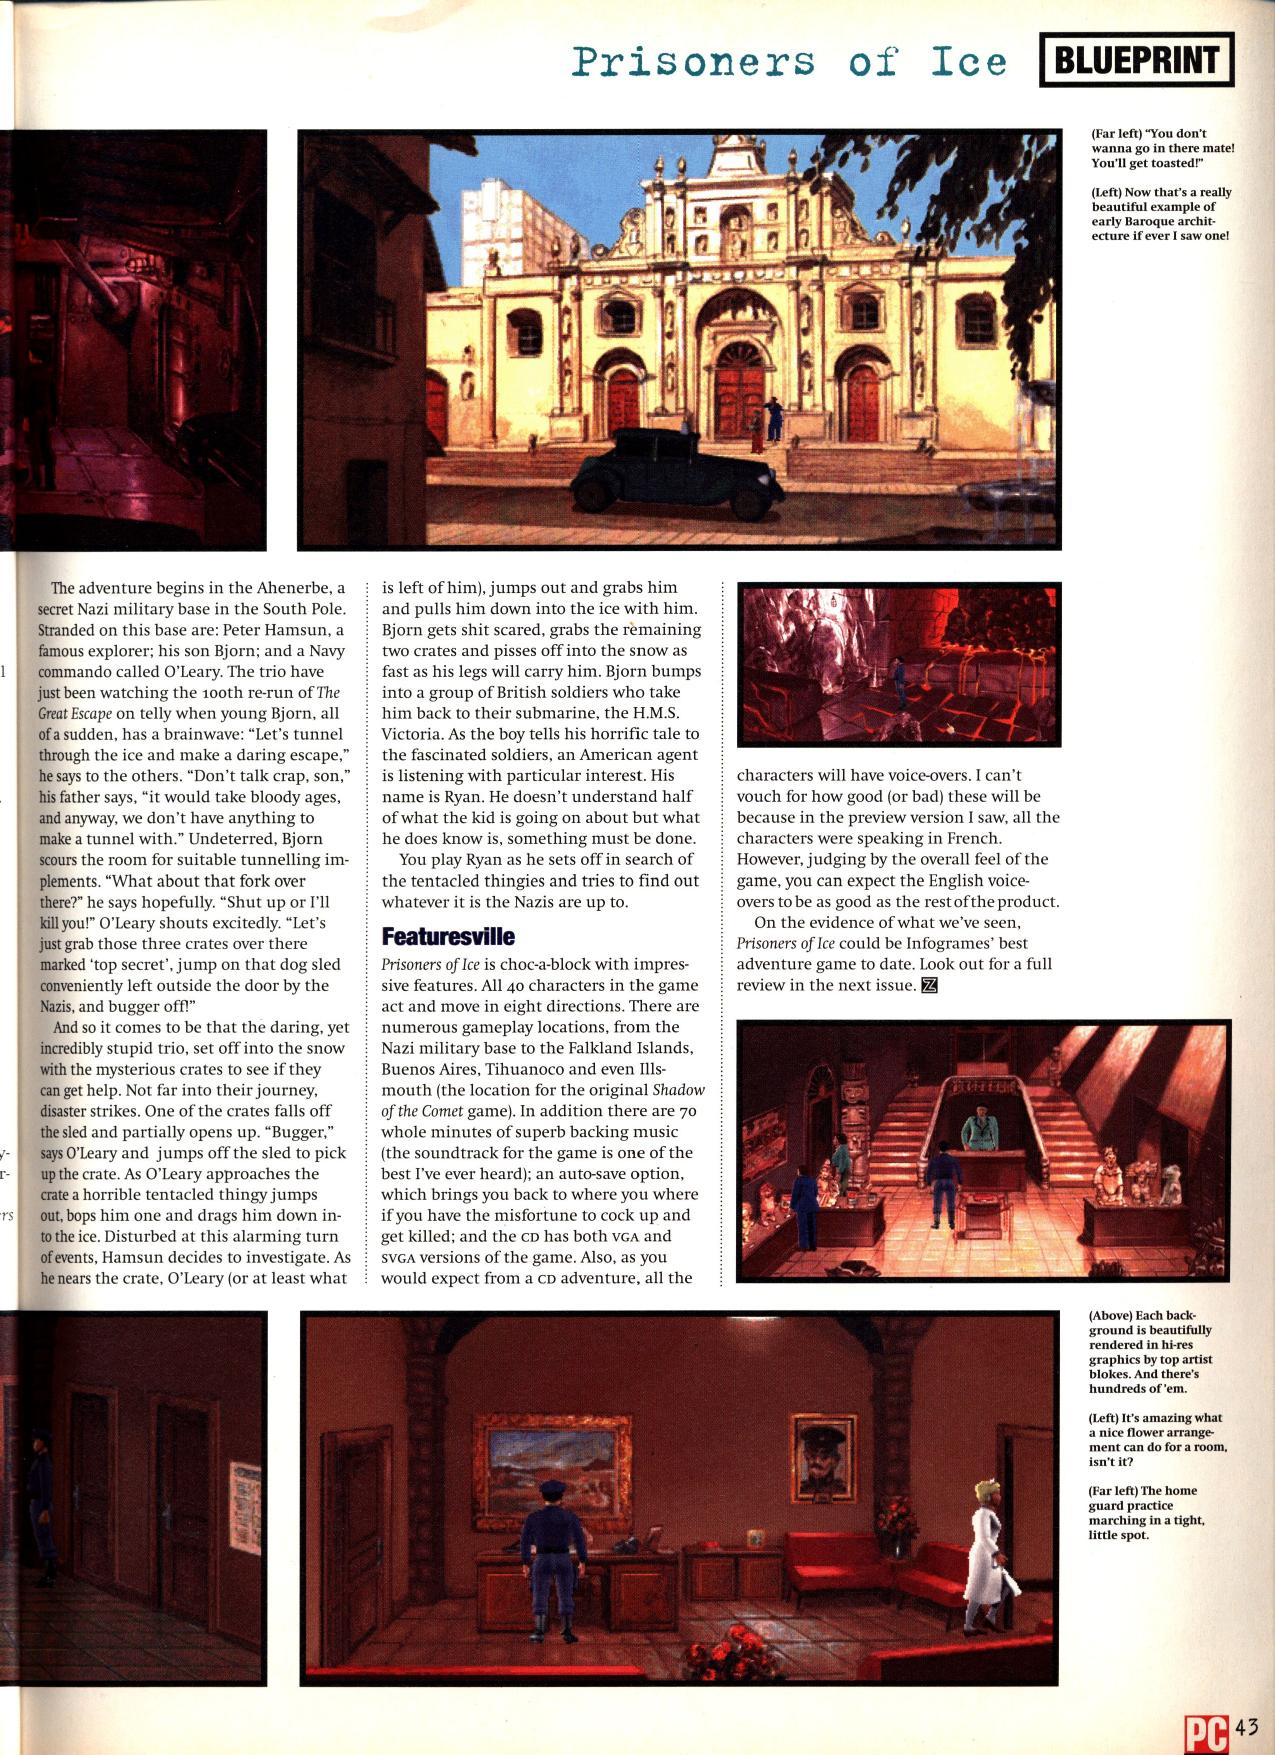 Prisoners of Ice BLUEPRINT
(Far left) “You don’t
wanna go in there mate!
You’ll get toasted!”
(Left) Now that’s a really
beautiful example of
early Baroque archit-
ecture if ever I saw one!
The adventure begins in the Ahenerbe, a
secret Nazi military base in the South Pole.
Stranded on this base are: Peter Hamsun, a
famous explorer; his son Bjorn; and a Navy
commando called O’Leary. The trio have
just been watching the 100th re-run of The
Great Escape on telly when young Bjorn, all
of a sudden, has a brainwave: “Let’s tunnel
through the ice and make a daring escape,”
he says to the others. “Don’t talk crap, son,”
his father says, “it would take bloody ages,
and anyway, we don’t have anything to
make a tunnel with.” Undeterred, Bjorn
scours the room for suitable tunnelling im-
plements. “What about that fork over
there?” he says hopefully. “Shut up or I’ll
kill you!” O’Leary shouts excitedly. “Let’s
just grab those three crates over there
marked ‘top secret’, jump on that dog sled
conveniently left outside the door by the
Nazis, and bugger off!”
And so it comes to be that the daring, yet
incredibly stupid trio, set off into the snow
with the mysterious crates to see if they
can get help. Not far into their journey,
disaster strikes. One of the crates falls off
the sled and partially opens up. “Bugger,”
says O’Leary and jumps off the sled to pick
up the crate. As O’Leary approaches the
crate a horrible tentacled thingy jumps
out, bops him one and drags him down in-
to the ice. Disturbed at this alarming turn
of events, Hamsun decides to investigate. As
he nears the crate, O’Leary (or at least what
is left of him), jumps out and grabs him
and pulls him down into the ice with him.
Bjorn gets shit scared, grabs the remaining
two crates and pisses off into the snow as
fast as his legs will carry him. Bjorn bumps
into a group of British soldiers who take
him back to their submarine, the H.M.S.
Victoria. As the boy tells his horrific tale to
the fascinated soldiers, an American agent
is listening with particular interest. His
name is Ryan. He doesn’t understand half
of what the kid is going on about but what
he does know is, something must be done.
You play Ryan as he sets off in search of
the tentacled thingies and tries to find out
whatever it is the Nazis are up to.
Featuresville
Prisoners of Ice is choc-a-block with impres-
sive features. All 40 characters in the game
act and move in eight directions. There are
numerous gameplay locations, from the
Nazi military base to the Falkland Islands,
Buenos Aires, Tihuanoco and even Ills-
mouth (the location for the original Shadow
of the Comet game). In addition there are 70
whole minutes of superb backing music
(the soundtrack for the game is one of the
best I’ve ever heard); an auto-save option,
which brings you back to where you where
if you have the misfortune to cock up and
get killed; and the CD has both VGA and
SVGA versions of the game. Also, as you
would expect from a CD adventure, all the
characters will have voice-overs. I can’t
vouch for how good (or bad) these will be
because in the preview version I saw, all the
characters were speaking in French.
However, judging by the overall feel of the
game, you can expect the English voice-
overs to be as good as the rest of the product.
On the evidence of what we’ve seen,
Prisoners of Ice could be Infogrames’ best
adventure game to date. Look out for a full
review in the next issue. Z
(Above) Each back-
ground is beautifully
rendered in hi-res
graphics by top artist
blokes. And there’s
hundreds of ’em.
(Left) It’s amazing what
a nice flower arrange-
ment can do for a room,
isn’t it?
(Far left) The home
guard practice
marching in a tight,
little spot.
PC 43